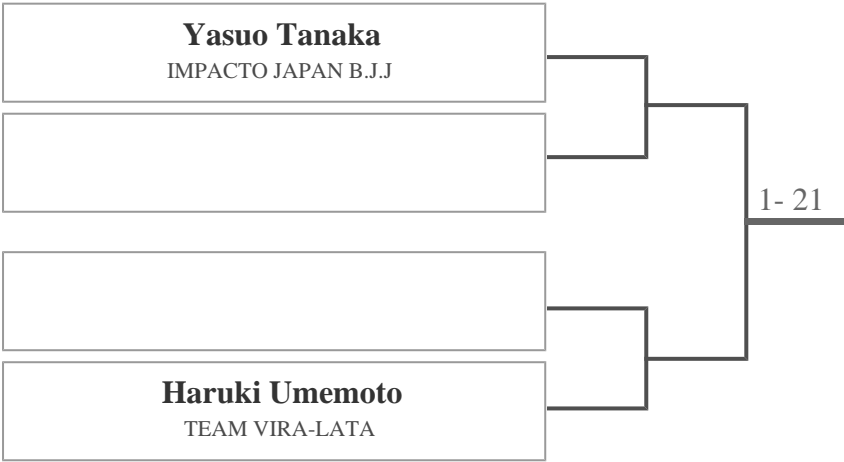 Yasuo Tanaka
IMPACTO JAPAN B.J.J
1- 21
Haruki Umemoto
TEAM VIRA-LATA